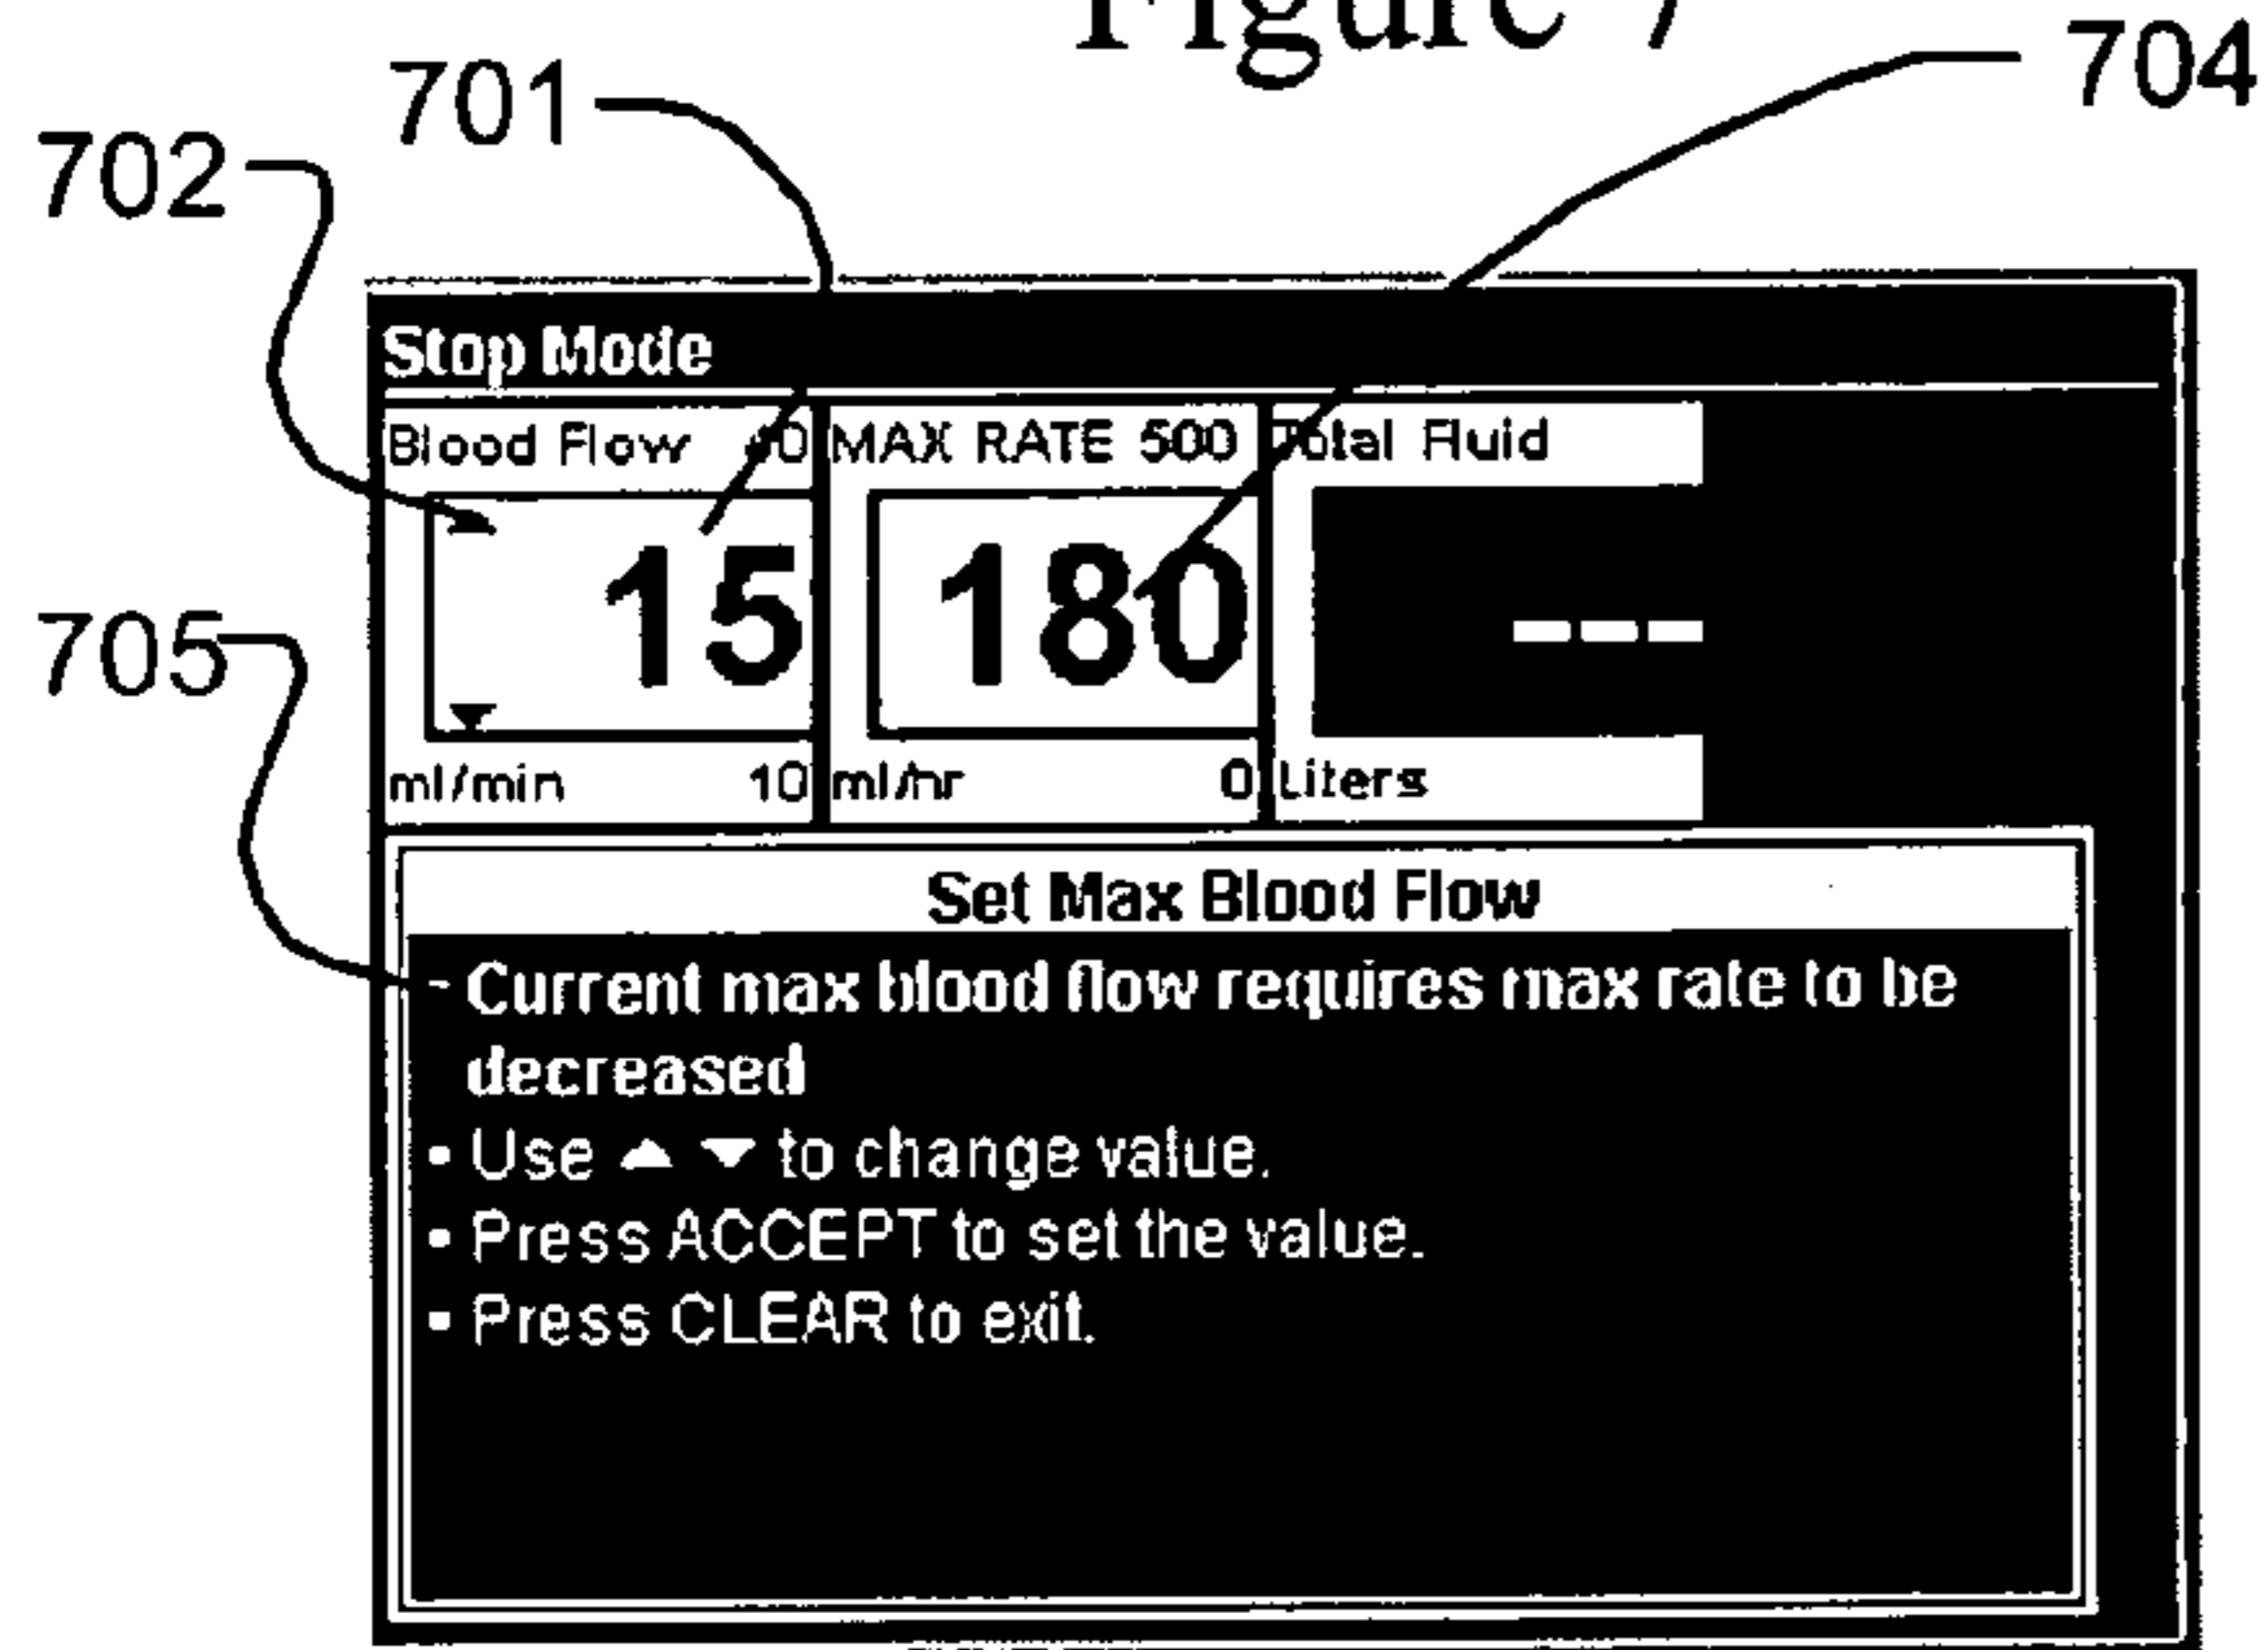 Figure 7
704
701
702
Stop Mode
Blood Flow
MAX RATE 500
Total Fluid
15
180
---
705
ml/min 10
ml/hr 0
Liters
Set Max Blood Flow
- Current max blood flow requires max rate to be
decreased
• Use ▲ ▼ to change value.
• Press ACCEPT to set the value.
• Press CLEAR to exit.